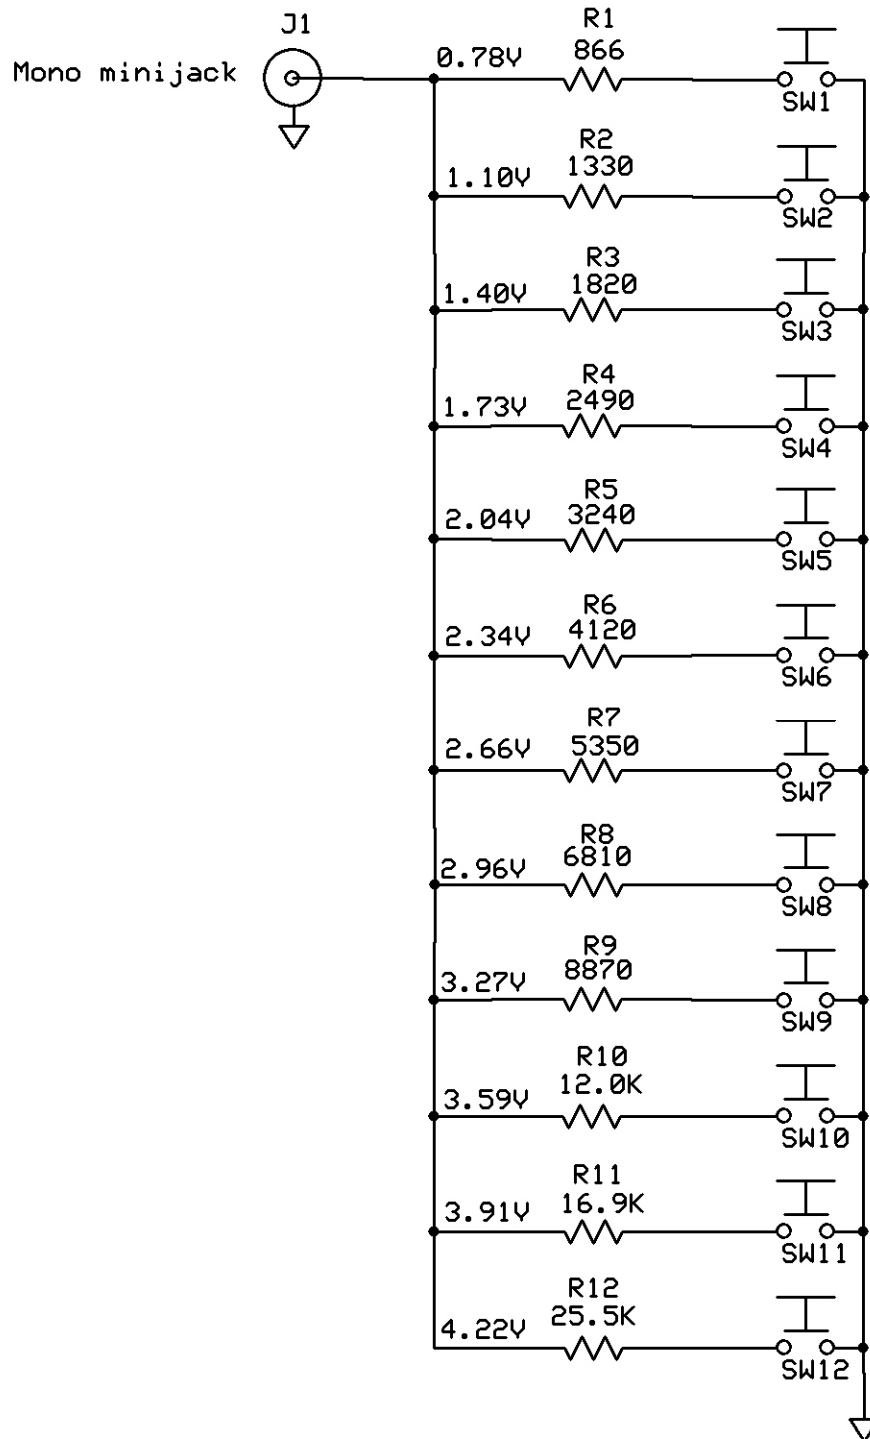 J1
Mono minijack
R1
866
0.78V
SW1
R2
1330
1.10V
SW2
R3
1820
1.40V
SW3
R4
2490
1.73V
SW4
R5
3240
2.04V
SW5
R6
4120
2.34V
SW6
R7
5350
2.66V
SW7
R8
6810
2.96V
SW8
R9
8870
3.27V
SW9
R10
12.0K
3.59V
SW10
R11
16.9K
3.91V
SW11
R12
25.5K
4.22V
SW12